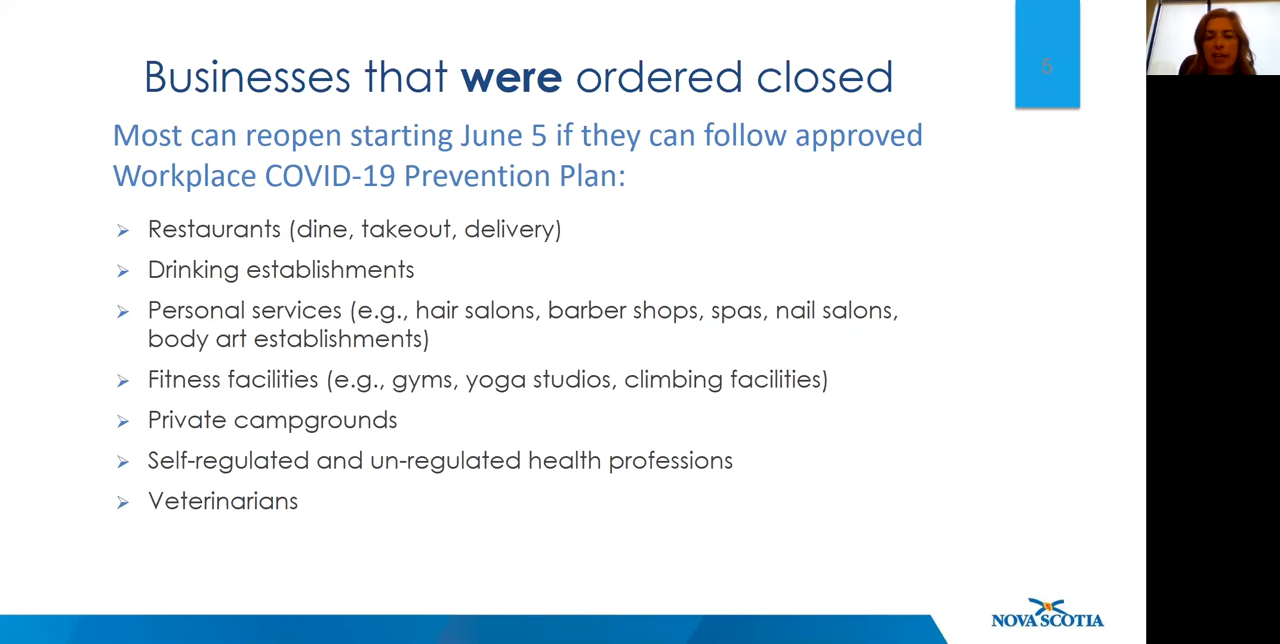 Businesses that were ordered closed
5
Most can reopen starting June 5 if they can follow approved
Workplace COVID-19 Prevention Plan:
Restaurants (dine, takeout, delivery)
Drinking establishments
Personal services (e.g., hair salons, barber shops, spas, nail salons,
body art establishments)
Fitness facilities (e.g., gyms, yoga studios, climbing facilities)
Private campgrounds
Self-regulated and un-regulated health professions
Veterinarians
NOVA SCOTIA